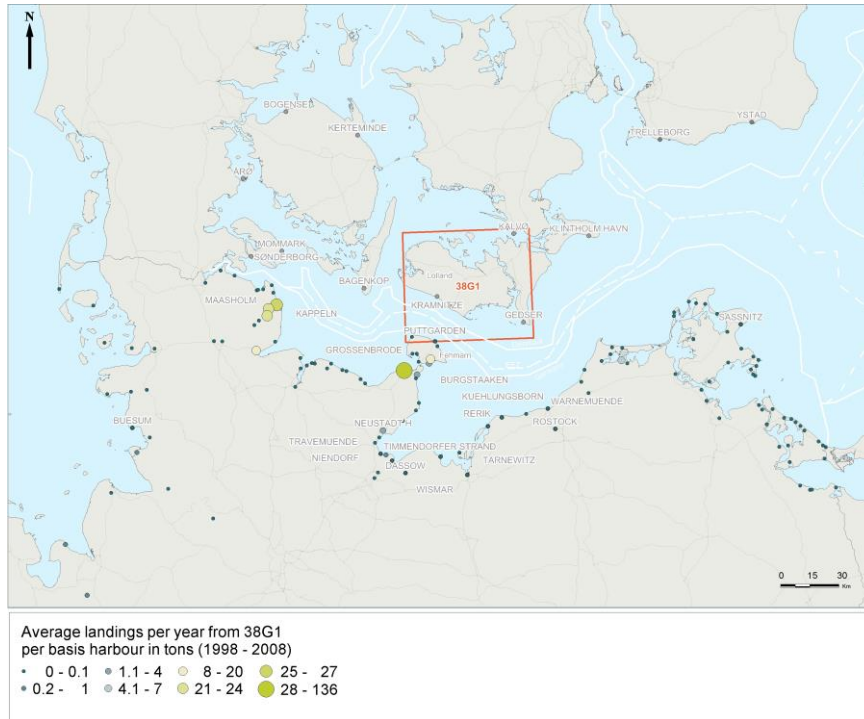 N
BOGENSE
KERTEMINDE
YSTAD
TRELLEBORG
KALVØ
KLINTHOLM HAVN
MOMMARK
SØNDERBORG
Lolland
38G1
BAGENKOP
MAASHOLM
KRAMNITZE
KAPPELN
GEDSER
SASSNITZ
PUTTGARDEN
GROSSENBRODE
Fehmarn
BURGSTAAKEN
KUEHLUNGSBORN
WARNEMUENDE
BUESUM
NEUSTADT-H
RERIK
ROSTOCK
TRAVEMUENDE
TIMMENDORFER STRAND
NIENDORF
TARNEWITZ
DASSOW
WISMAR
0 15 30
Km
Average landings per year from 38G1
per basis harbour in tons (1998 - 2008)
0 - 0.1 1.1 - 4 8 - 20 25 - 27
0.2 - 1 4.1 - 7 21 - 24 28 - 136